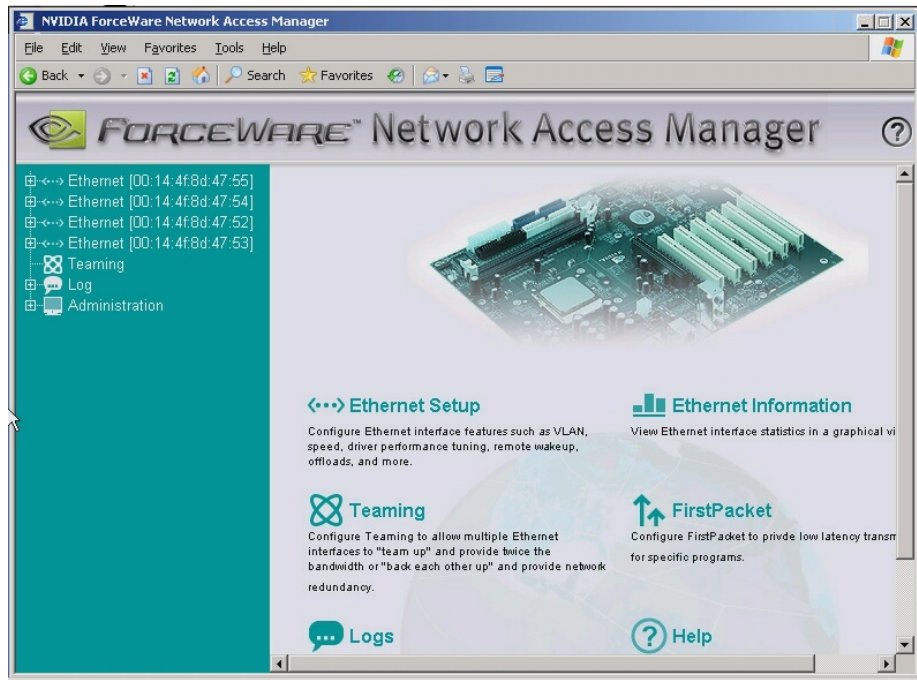 NVIDIA ForceWare Network Access Manager
File Edit View Favorites Tools Help
Back Search Favorites
FORCEWARE™ Network Access Manager
Ethernet [00:14:4f:8d:47:55]
Ethernet [00:14:4f:8d:47:54]
Ethernet [00:14:4f:8d:47:52]
Ethernet [00:14:4f:8d:47:53]
Teaming
Log
Administration
Ethernet Setup
Configure Ethernet interface features such as VLAN,
speed, driver performance tuning, remote wakeup,
offloads, and more.
Ethernet Information
View Ethernet interface statistics in a graphical vi
Teaming
Configure Teaming to allow multiple Ethernet
interfaces to "team up" and provide twice the
bandwidth or "back each other up" and provide network
redundancy.
FirstPacket
Configure FirstPacket to privde low latency transm
for specific programs.
Logs
Help